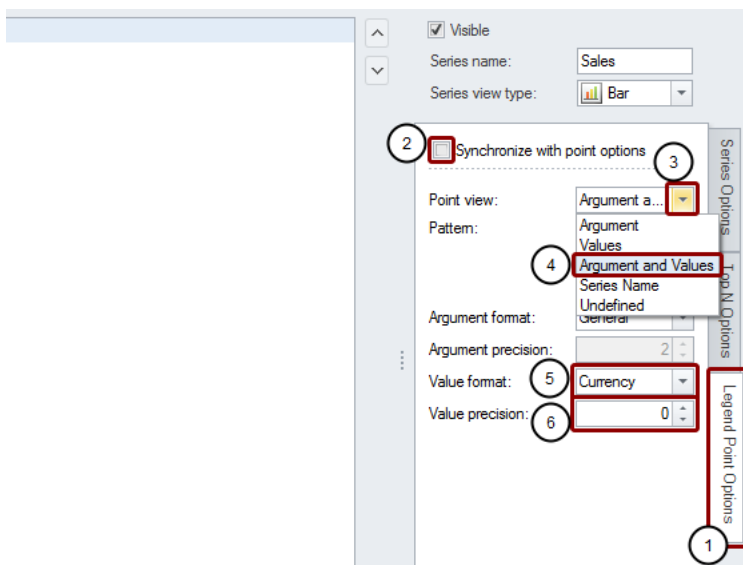 Visible
Series name: Sales
Series view type: Bar
2 Synchronize with point options
3
Point view: Argument a...
Pattern:
Argument
Values
4 Argument and Values
Series Name
Undefined
Argument format: General
Argument precision: 2
Value format: 5 Currency
Value precision: 6 0
Series Options
Top N Options
Legend Point Options
1